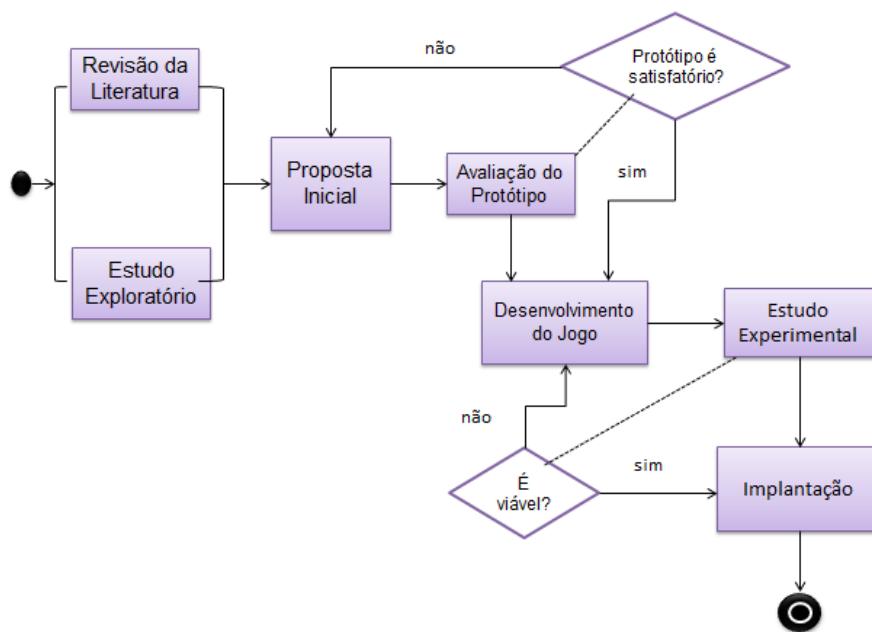 Revisão da
Literatura
Estudo
Exploratório
Proposta
Inicial
Avaliação do
Protótipo
não
Protótipo é
satisfatório?
sim
Desenvolvimento
do Jogo
Estudo
Experimental
não
É
viável?
sim
Implantação